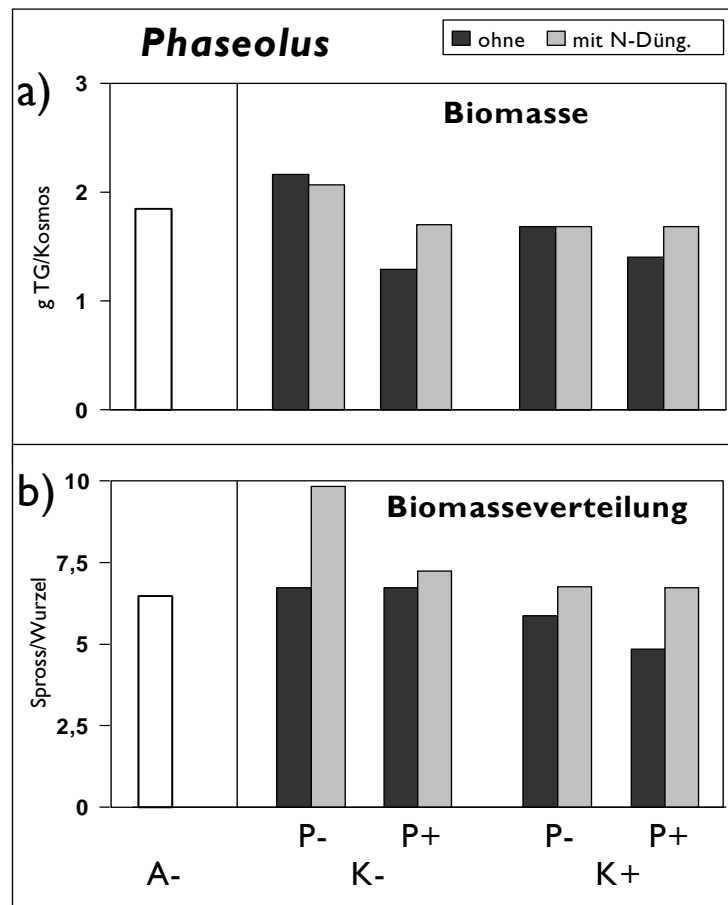 Phaseolus
ohne mit N-Düng.
a)
Biomasse
g TG/Kosmos
3
2
1
0
b)
Biomasseverteilung
Spross/Wurzel
10
7,5
5
2,5
0
P- P+ P- P+
A- K- K+